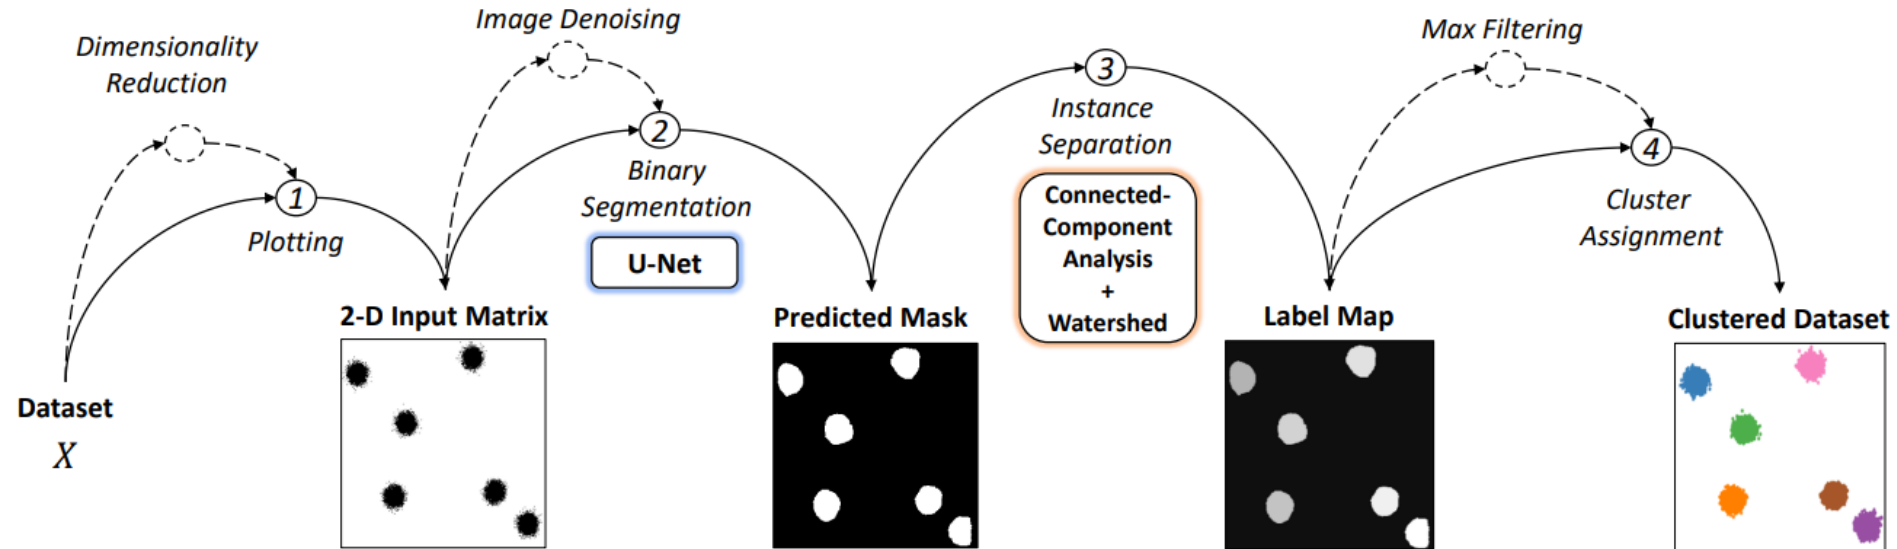 Dimensionality
Reduction
1
Plotting
Dataset
X
Image Denoising
2
Binary
Segmentation
U-Net
2-D Input Matrix
3
Instance
Separation
Connected-
Component
Analysis
+
Watershed
Predicted Mask
Max Filtering
4
Cluster
Assignment
Label Map
Clustered Dataset